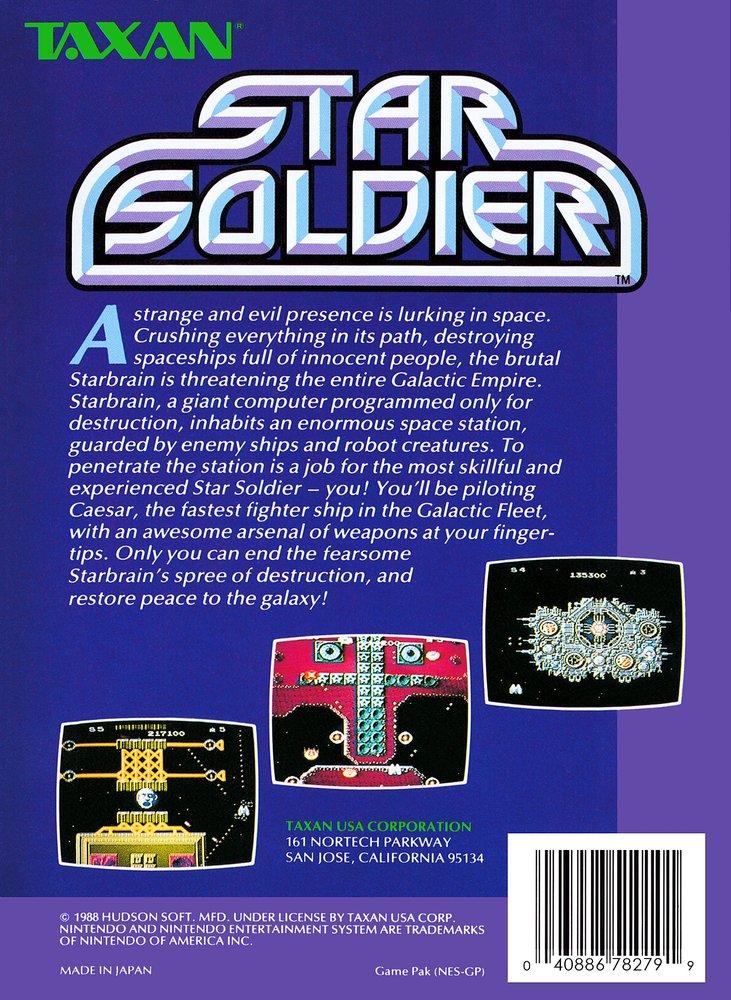 TAXAN®
STAR
SOLDIER
TM
A strange and evil presence is lurking in space.
Crushing everything in its path, destroying
spaceships full of innocent people, the brutal
Starbrain is threatening the entire Galactic Empire.
Starbrain, a giant computer programmed only for
destruction, inhabits an enormous space station,
guarded by enemy ships and robot creatures. To
penetrate the station is a job for the most skillful and
experienced Star Soldier – you! You'll be piloting
Caesar, the fastest fighter ship in the Galactic Fleet,
with an awesome arsenal of weapons at your finger-
tips. Only you can end the fearsome
Starbrain's spree of destruction, and
restore peace to the galaxy!
S4 135300 3
S5 217100 5
TAXAN USA CORPORATION
161 NORTECH PARKWAY
SAN JOSE, CALIFORNIA 95134
© 1988 HUDSON SOFT. MFD. UNDER LICENSE BY TAXAN USA CORP.
NINTENDO AND NINTENDO ENTERTAINMENT SYSTEM ARE TRADEMARKS
OF NINTENDO OF AMERICA INC.
MADE IN JAPAN
Game Pak (NES-GP)
0 40886 78279 9